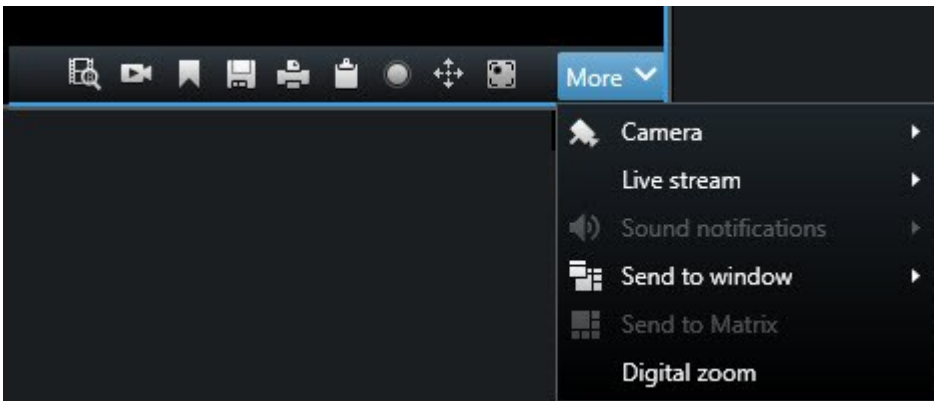 More
Camera
Live stream
Sound notifications
Send to window
Send to Matrix
Digital zoom